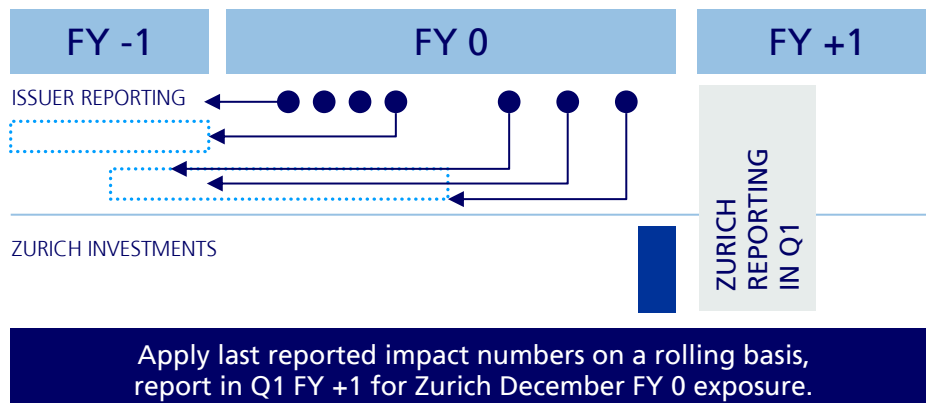 FY -1
FY 0
FY +1
ISSUER REPORTING
ZURICH
REPORTING
IN Q1
ZURICH INVESTMENTS
Apply last reported impact numbers on a rolling basis,
report in Q1 FY +1 for Zurich December FY 0 exposure.